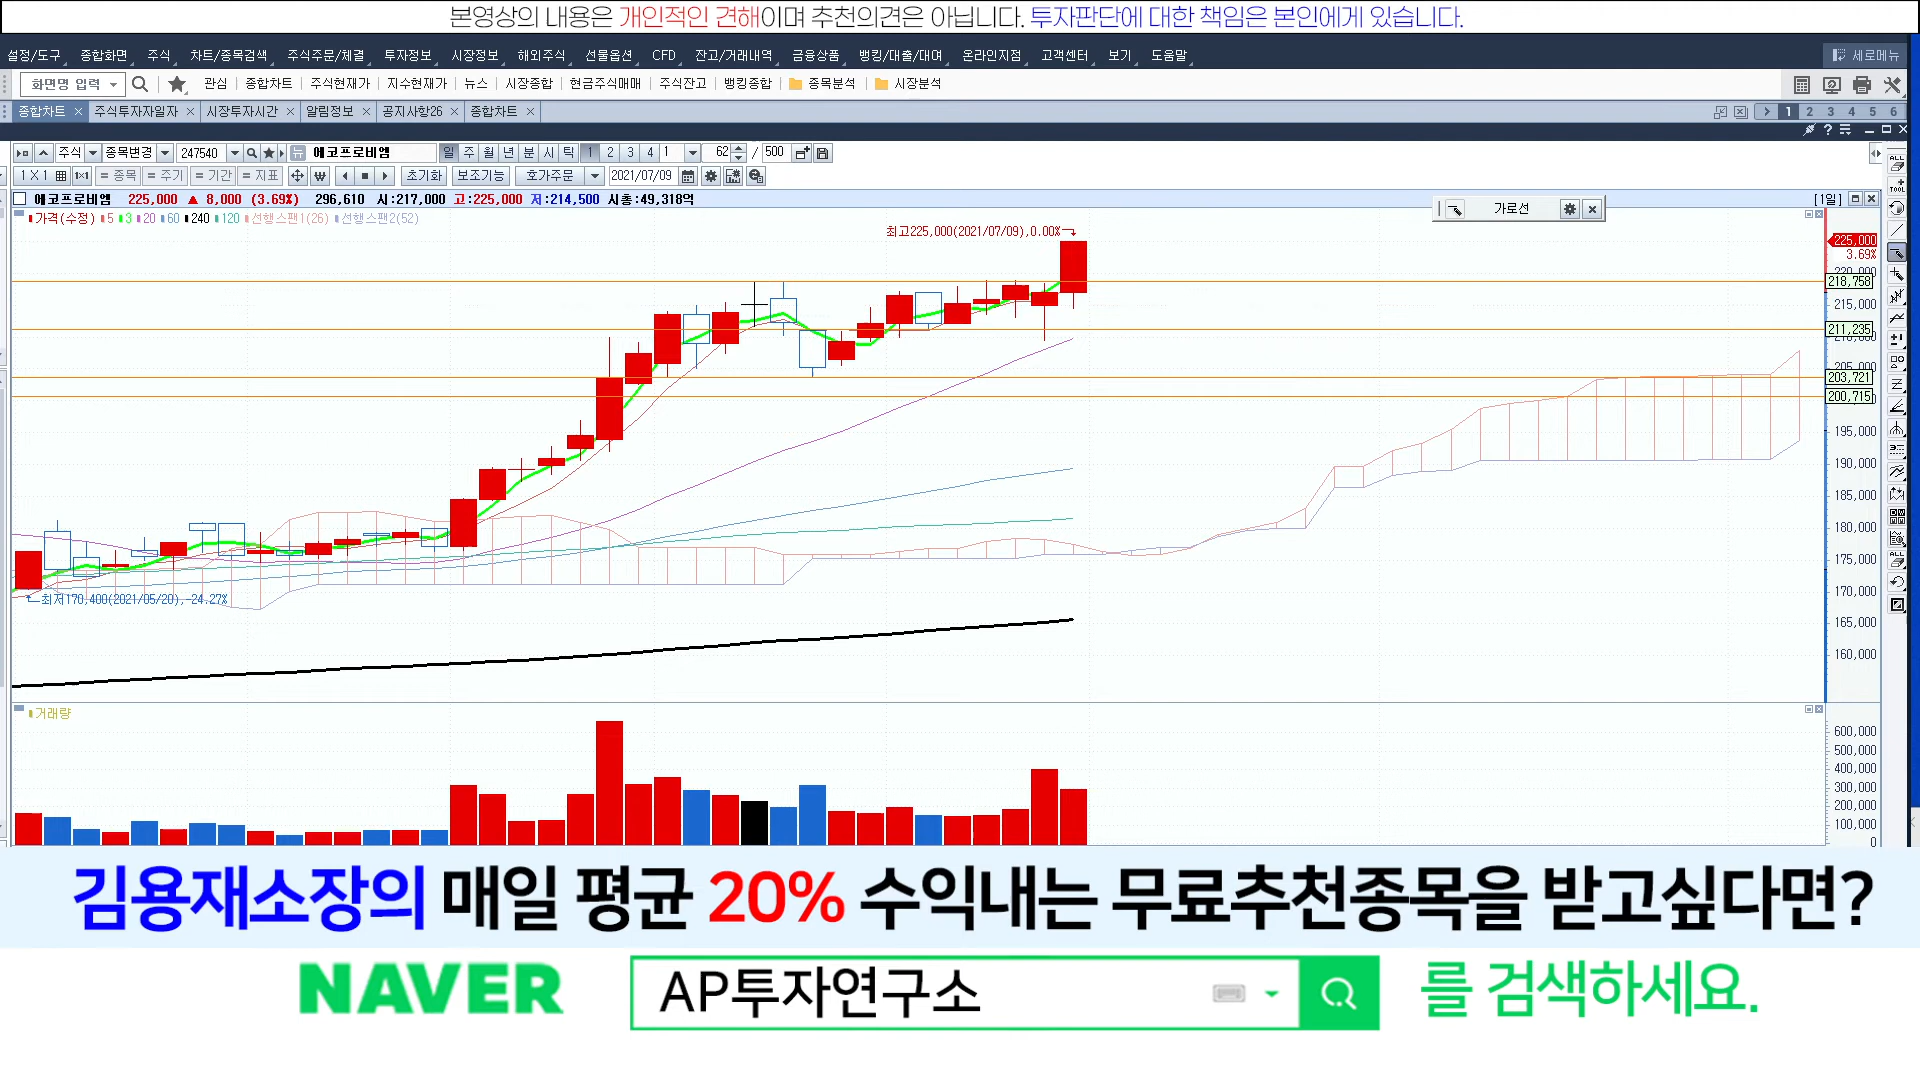 본영상의 내용은 개인적인 견해이며 추천의견은 아닙니다. 투자판단에 대한 책임은 본인에게 있습니다.
설정/도구 종합화면 주식 차트/종목검색 주식주문/체결 투자정보 시장정보 해외주식 선물옵션 CFD 잔고/거래내역 금융상품 뱅킹/대출/대여 온라인지점 고객센터 보기 도움말 세로메뉴
화면명 입력 관심 종합차트 주식현재가 지수현재가 뉴스 시장종합 현금주식매매 주식잔고 뱅킹종합 종목분석 시장분석
종합차트 주식투자자일자 시장투자시간 알림정보 공지사항26 종합차트 1 2 3 4 5 6
주식 종목변경 247540 에코프로비엠 일 주 월 년 분 시 틱 1 2 3 4 1 62 / 500
1 X 1 종목 주기 기간 지표 초기화 보조기능 호가주문 2021/07/09
에코프로비엠 225,000 ▲ 8,000 (3.69%) 296,610 시:217,000 고:225,000 저:214,500 시총:49,318억 [1일]
가격(수정) 5 3 20 60 240 120 선행스팬1(26) 선행스팬2(52)
가로선
최고225,000(2021/07/09),0.00%
225,000
3.69%
220,000
218,758
215,000
211,235
210,000
205,000
203,721
200,715
195,000
190,000
185,000
180,000
175,000
170,000
165,000
160,000
최저170,400(2021/05/20),-24.27%
거래량
600,000
500,000
400,000
300,000
200,000
100,000
0
김용재소장의 매일 평균 20% 수익내는 무료추천종목을 받고싶다면?
NAVER AP투자연구소 를 검색하세요.